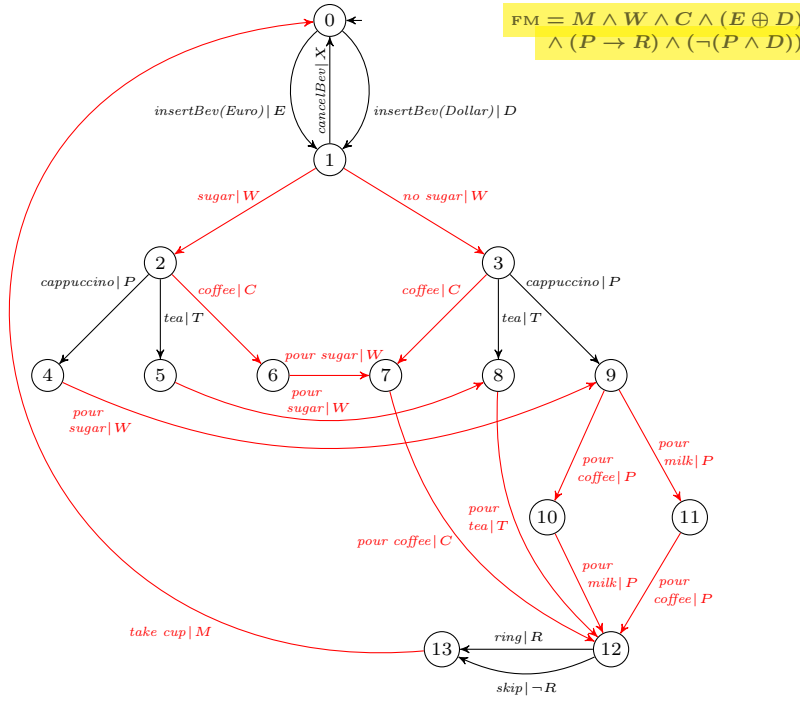 0
FM = M ∧ W ∧ C ∧ (E ⊕ D)
∧ (P → R) ∧ (¬(P ∧ D))
insertBev(Euro)| E
cancelBev| X
insertBev(Dollar)| D
1
sugar| W
no sugar| W
2
3
cappuccino| P
tea| T
coffee| C
coffee| C
tea| T
cappuccino| P
4
5
6
pour sugar| W
7
8
9
pour
sugar| W
pour
sugar| W
pour
coffee| P
pour
milk| P
10
11
pour coffee| C
pour
tea| T
pour
milk| P
pour
coffee| P
take cup| M
13
ring| R
12
skip| ¬R